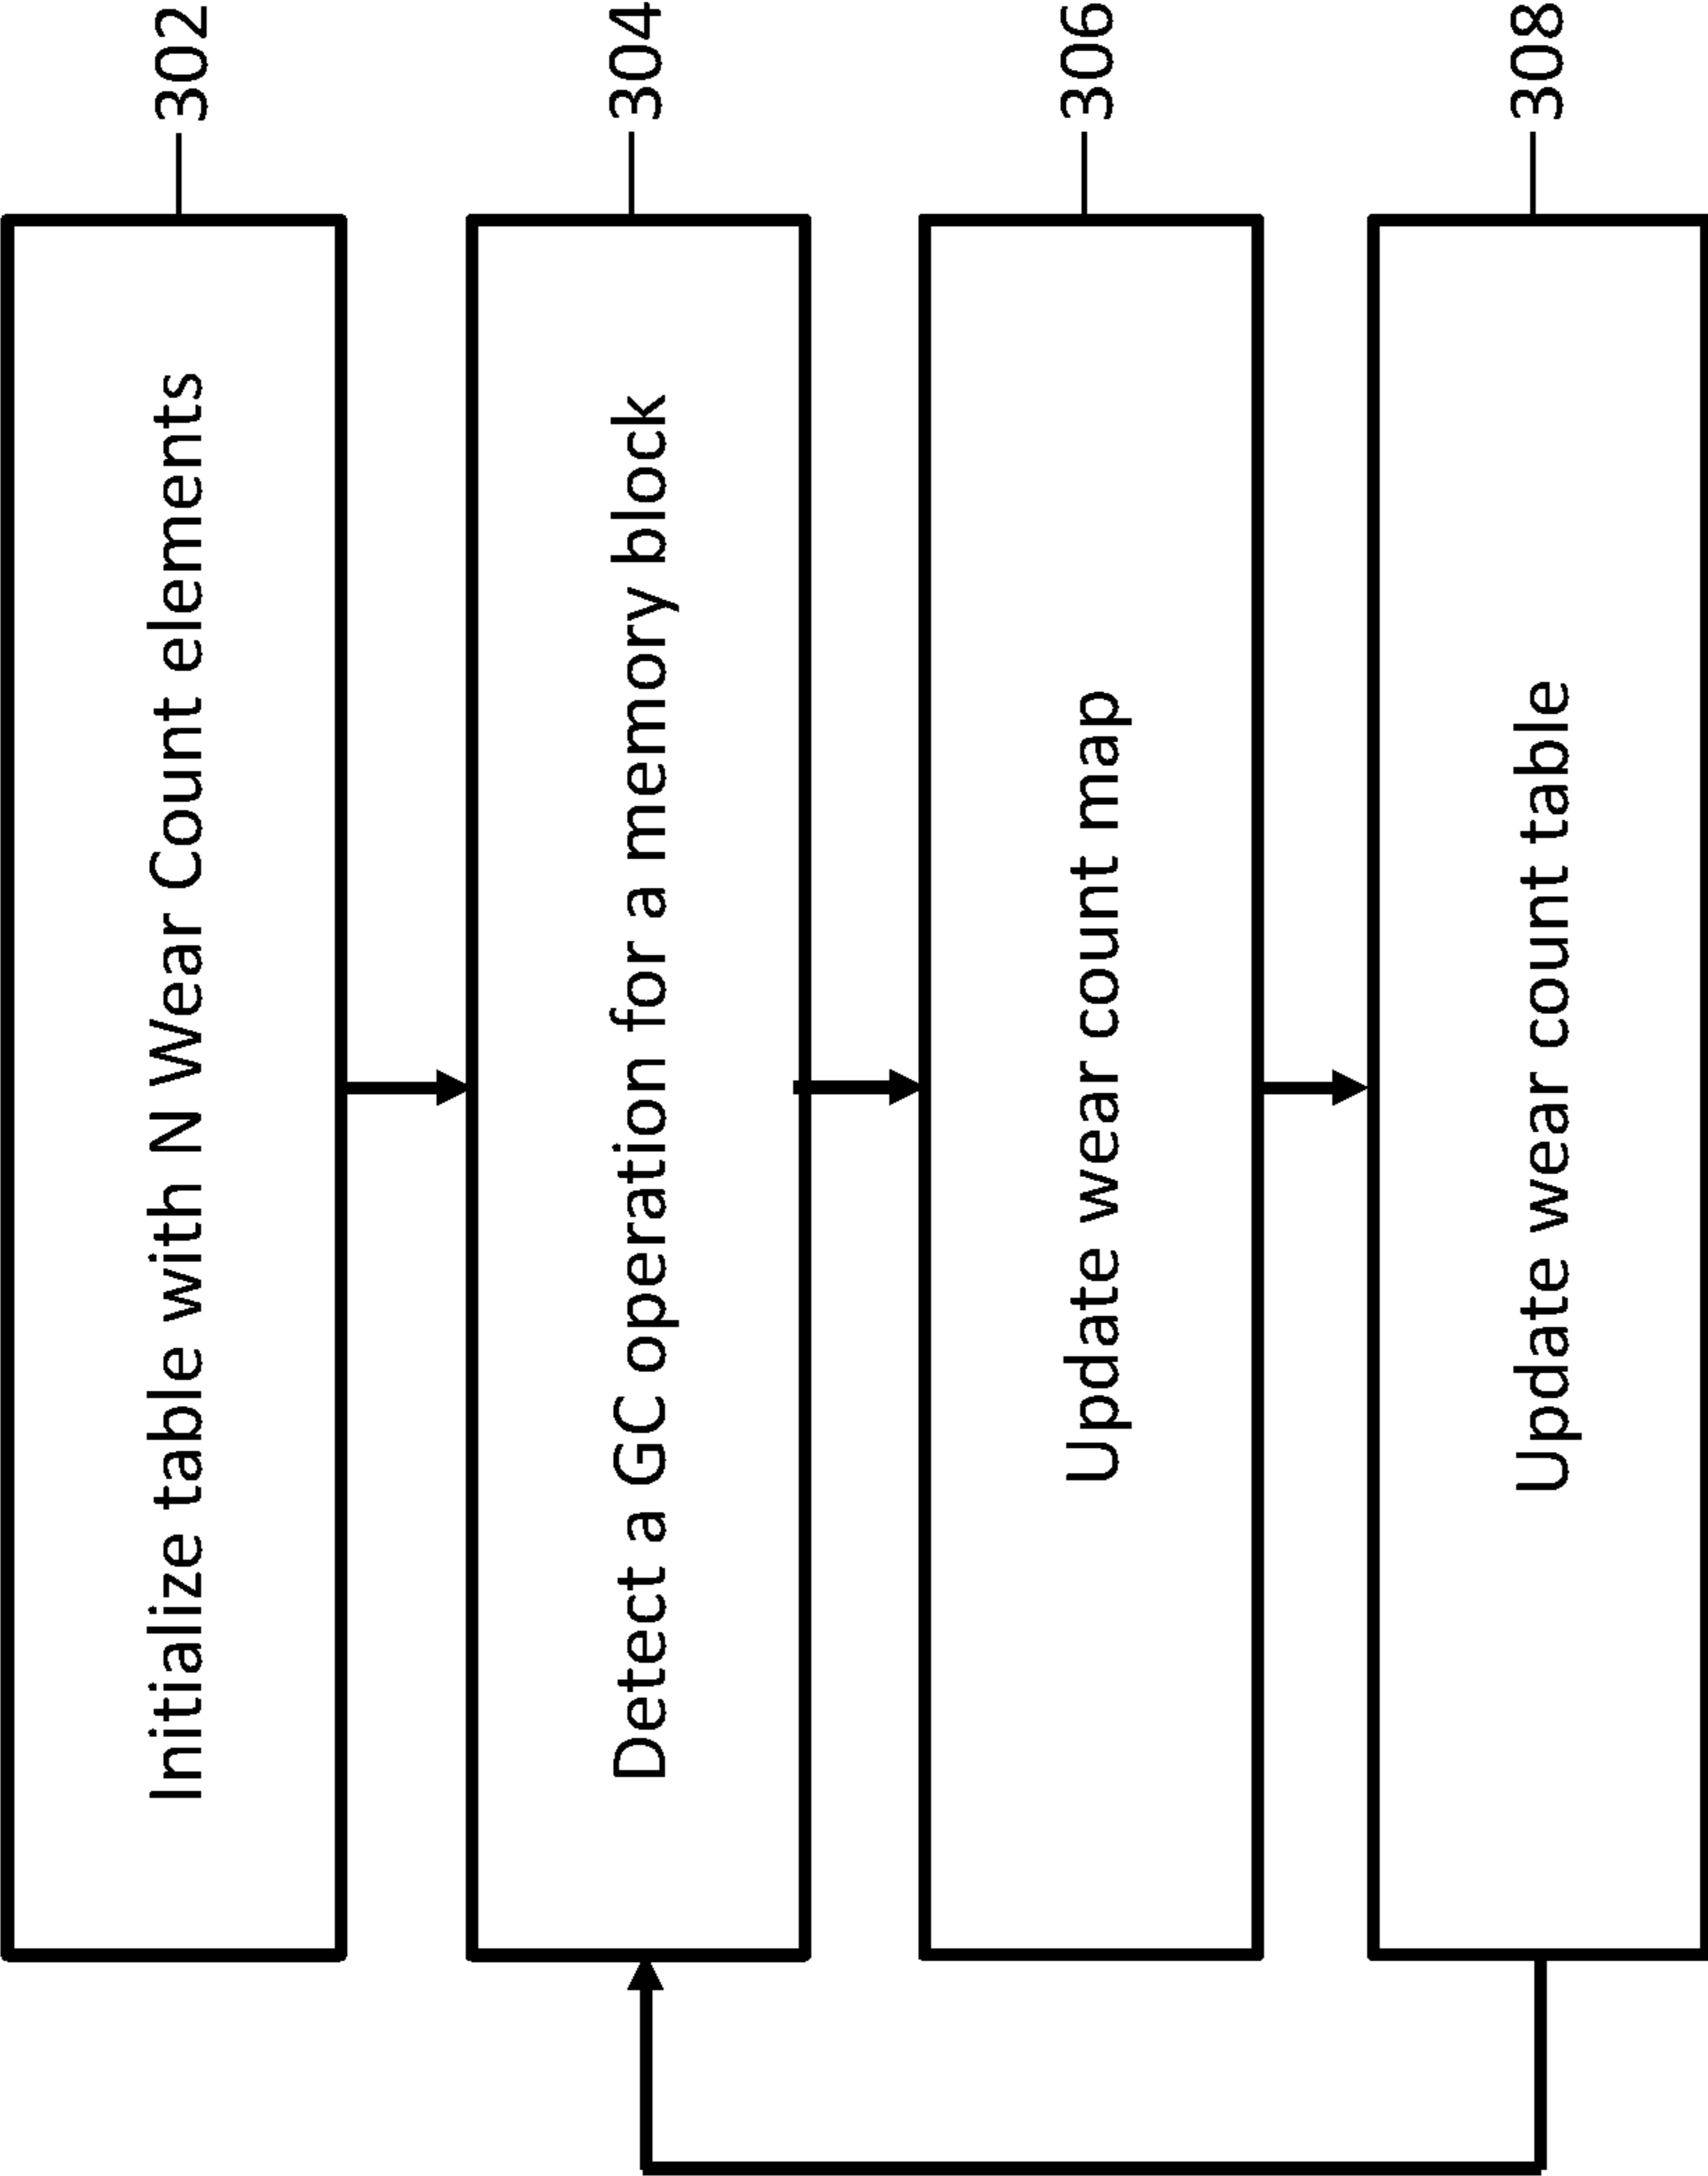 Initialize table with N Wear Count elements
302
Detect a GC operation for a memory block
304
Update wear count map
306
Update wear count table
308